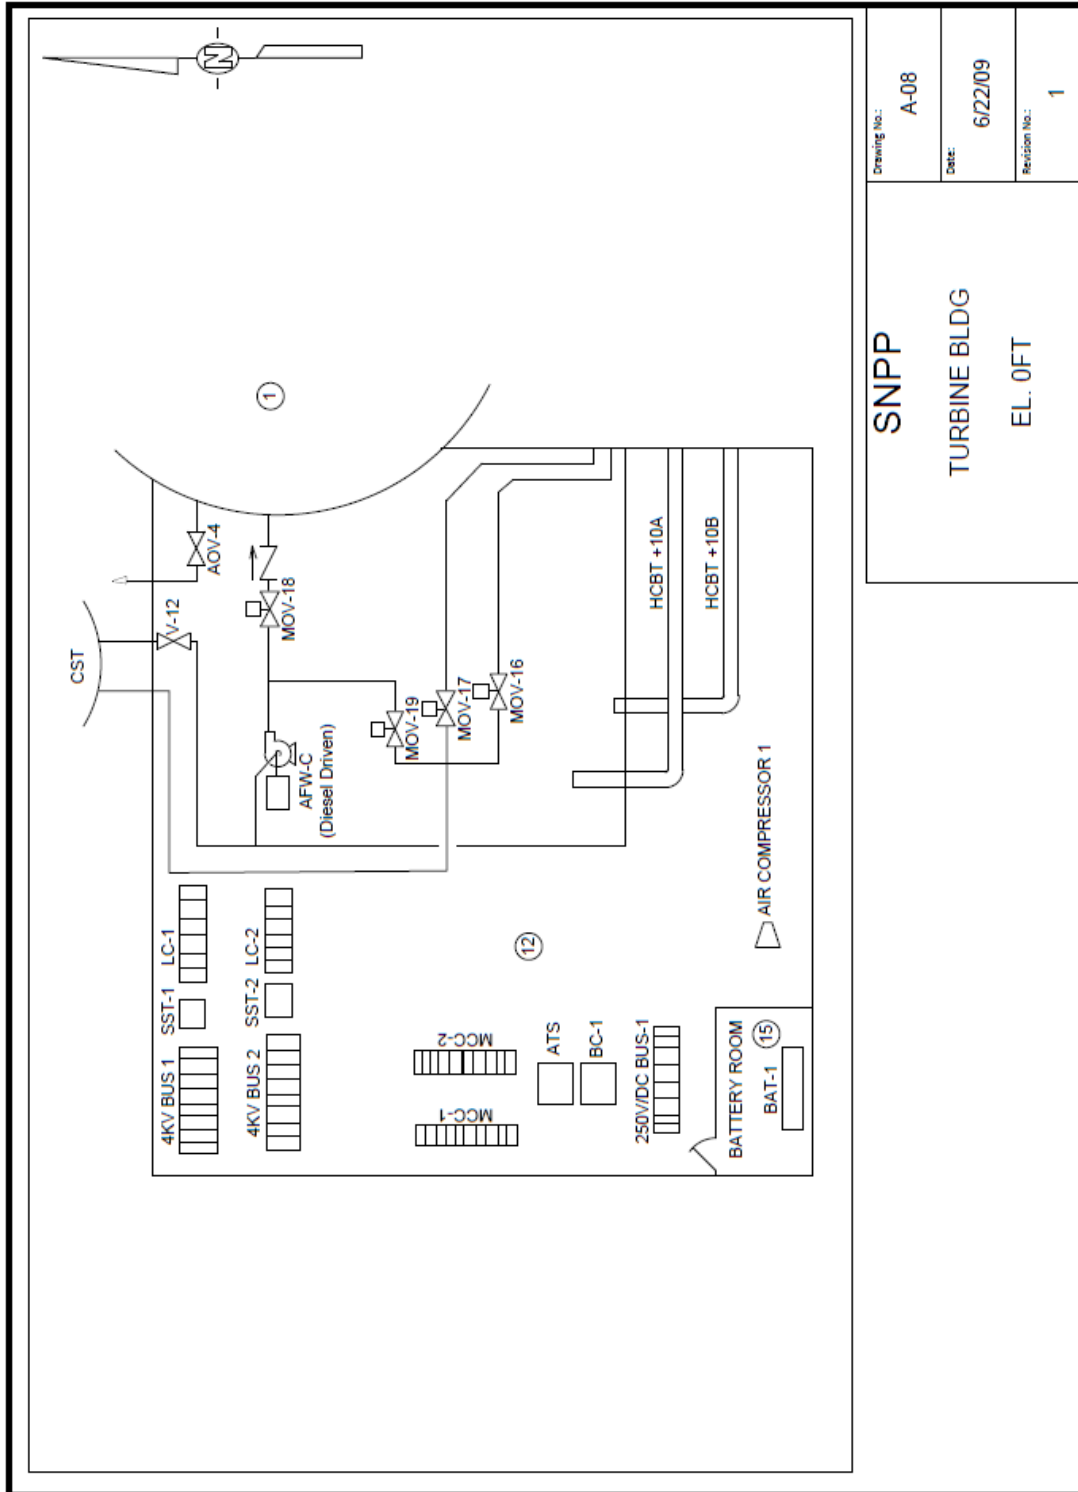 N
CST
V-12
AOV-4
1
MOV-18
AFW-C
(Diesel Driven)
MOV-19
MOV-17
MOV-16
4KV BUS 1
SST-1
LC-1
4KV BUS 2
SST-2
LC-2
MCC-2
MCC-1
12
ATS
BC-1
250V/DC BUS-1
HCBT +10A
HCBT +10B
BATTERY ROOM
15
BAT-1
AIR COMPRESSOR 1
SNPP
TURBINE BLDG
EL. 0FT
Drawing No.:
A-08
Date:
6/22/09
Revision No.:
1